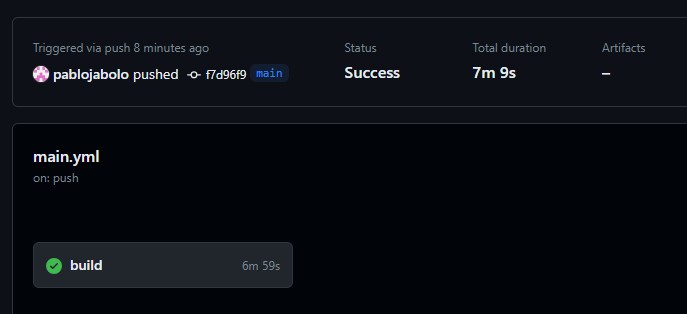 Triggered via push 8 minutes ago
pablojabolo pushed f7d96f9 main
Status
Success
Total duration
7m 9s
Artifacts
–
main.yml
on: push
build 6m 59s